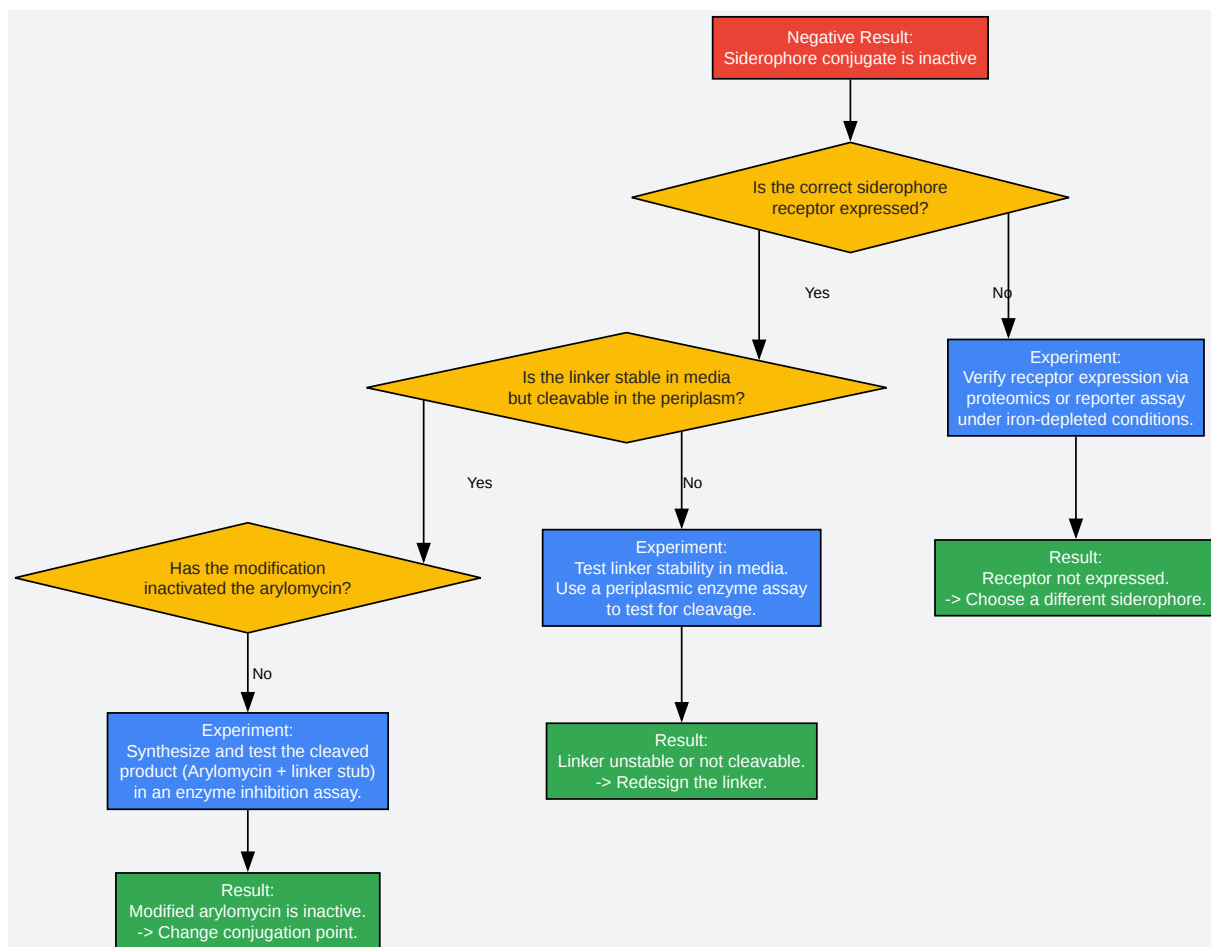 Negative Result:
Siderophore conjugate is inactive
Is the correct siderophore
receptor expressed?
Yes
No
Is the linker stable in media
but cleavable in the periplasm?
Experiment:
Verify receptor expression via
proteomics or reporter assay
under iron-depleted conditions.
Yes
No
Has the modification
inactivated the arylomycin?
Experiment:
Test linker stability in media.
Use a periplasmic enzyme assay
to test for cleavage.
Result:
Receptor not expressed.
-> Choose a different siderophore.
No
Experiment:
Synthesize and test the cleaved
product (Arylomycin + linker stub)
in an enzyme inhibition assay.
Result:
Linker unstable or not cleavable.
-> Redesign the linker.
Result:
Modified arylomycin is inactive.
-> Change conjugation point.